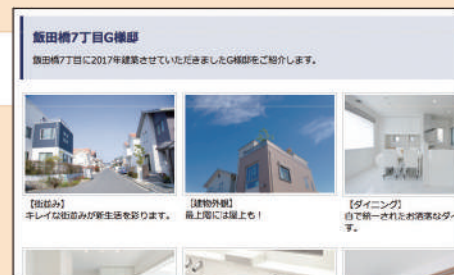 飯田橋7丁目G様邸
飯田橋7丁目に2017年建築させていただきましたG様邸をご紹介します。
【街並み】
キレイな街並みが新生活を彩ります。
【建物外観】
最上階には屋上も!
【ダイニング】
白で統一されたお洒落なダイ
す。